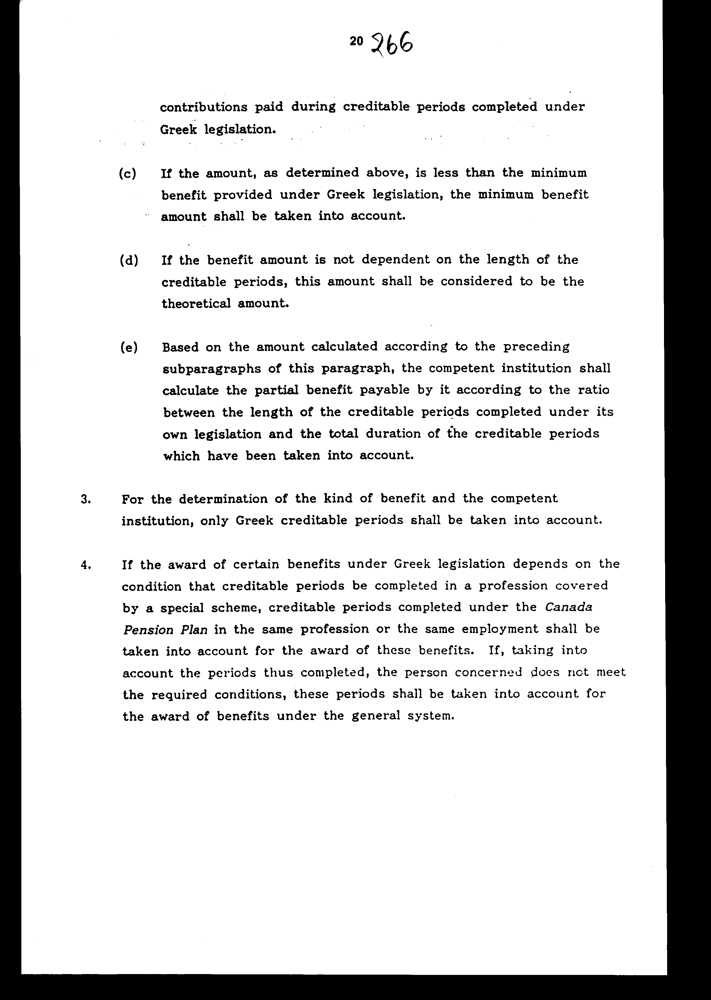 20 266
contributions paid during creditable periods completed under
Greek legislation.
(c) If the amount, as determined above, is less than the minimum
benefit provided under Greek legislation, the minimum benefit
amount shall be taken into account.
(d) If the benefit amount is not dependent on the length of the
creditable periods, this amount shall be considered to be the
theoretical amount.
(e) Based on the amount calculated according to the preceding
subparagraphs of this paragraph, the competent institution shall
calculate the partial benefit payable by it according to the ratio
between the length of the creditable periods completed under its
own legislation and the total duration of the creditable periods
which have been taken into account.
3. For the determination of the kind of benefit and the competent
institution, only Greek creditable periods shall be taken into account.
4. If the award of certain benefits under Greek legislation depends on the
condition that creditable periods be completed in a profession covered
by a special scheme, creditable periods completed under the Canada
Pension Plan in the same profession or the same employment shall be
taken into account for the award of these benefits. If, taking into
account the periods thus completed, the person concerned does not meet
the required conditions, these periods shall be taken into account for
the award of benefits under the general system.